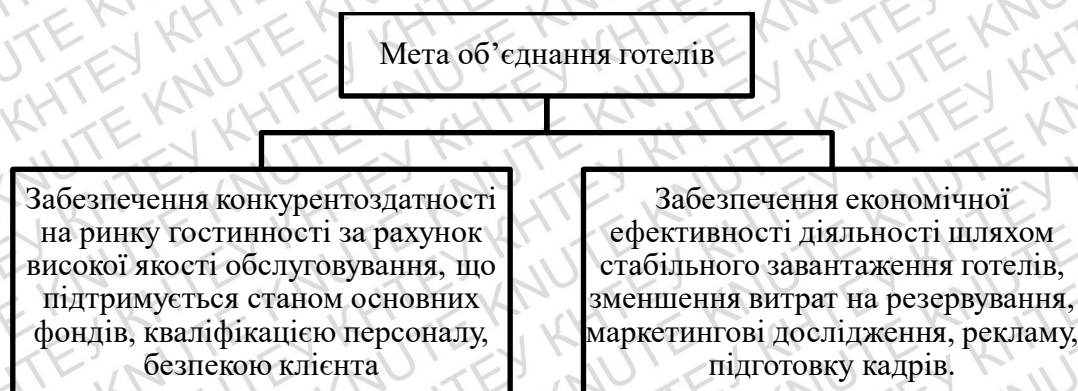 Мета об’єднання готелів
Забезпечення конкурентоздатності
на ринку гостинності за рахунок
високої якості обслуговування, що
підтримується станом основних
фондів, кваліфікацією персоналу,
безпекою клієнта
Забезпечення економічної
ефективності діяльності шляхом
стабільного завантаження готелів,
зменшення витрат на резервування,
маркетингові дослідження, рекламу,
підготовку кадрів.